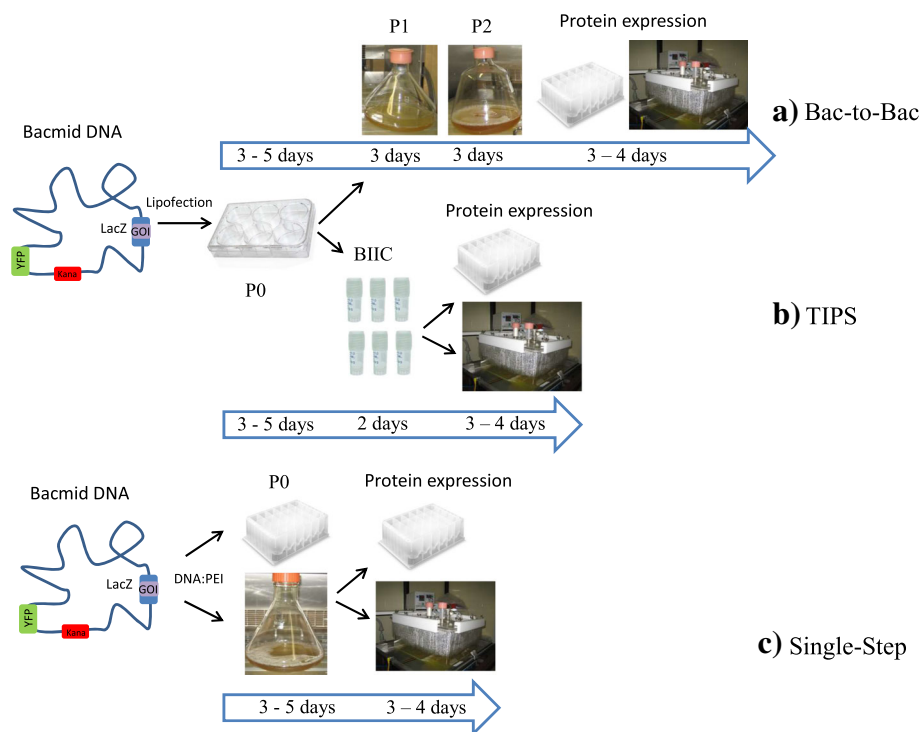 P1
P2
Protein expression
a) Bac-to-Bac
3 - 5 days
3 days
3 days
3 – 4 days
Bacmid DNA
Lipofection
LacZ
GOI
YFP
Kana
P0
BIIC
Protein expression
b) TIPS
3 - 5 days
2 days
3 – 4 days
Bacmid DNA
P0
Protein expression
LacZ
GOI
DNA:PEI
YFP
Kana
c) Single-Step
3 - 5 days
3 – 4 days